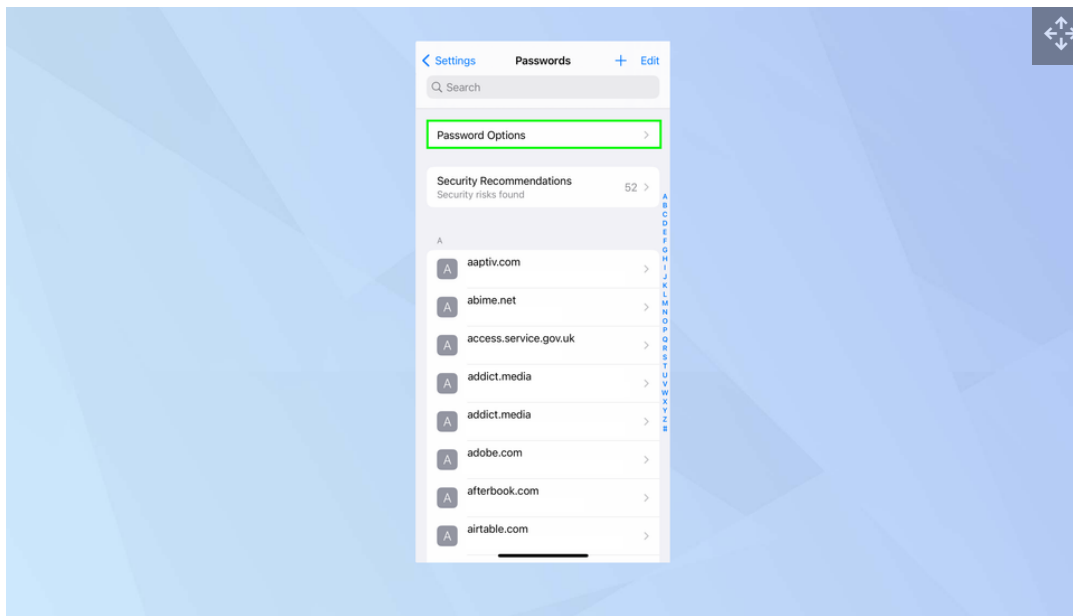 Settings Passwords + Edit
Search
Password Options
Security Recommendations 52
Security risks found
A
A aaptiv.com
A abime.net
A access.service.gov.uk
A addict.media
A addict.media
A adobe.com
A afterbook.com
A airtable.com
A
B
C
D
E
F
G
H
I
J
K
L
M
N
O
P
Q
R
S
T
U
V
W
X
Y
Z
#